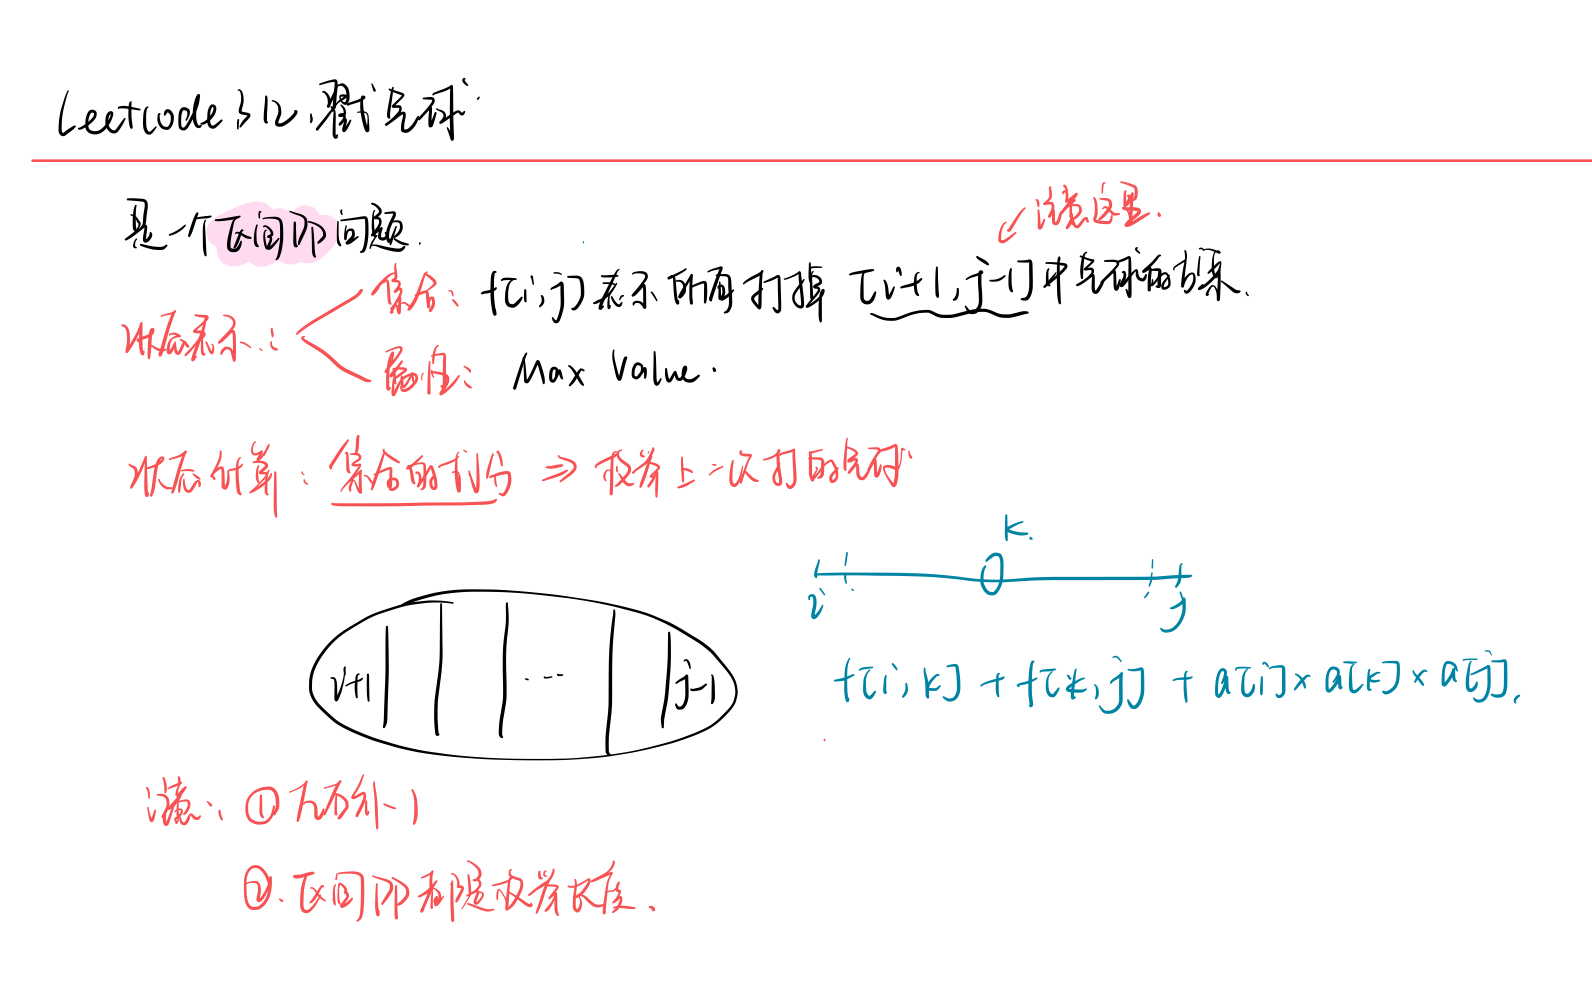 Leetcode 312.戳气球
是一个区间DP问题.
注意这里.
集合: f[i,j]表示所有打掉 [i+1, j-1]中气球的方案.
状态表示:
属性: Max Value.
状态计算: 集合的划分 ⇒ 枚举上一次打的气球
k.
i j
i+1 ... j-1
f[i,k] + f[k,j] + a[i]×a[k]×a[j].
注意: ① 左右补1
②. 区间DP都是枚举长度.